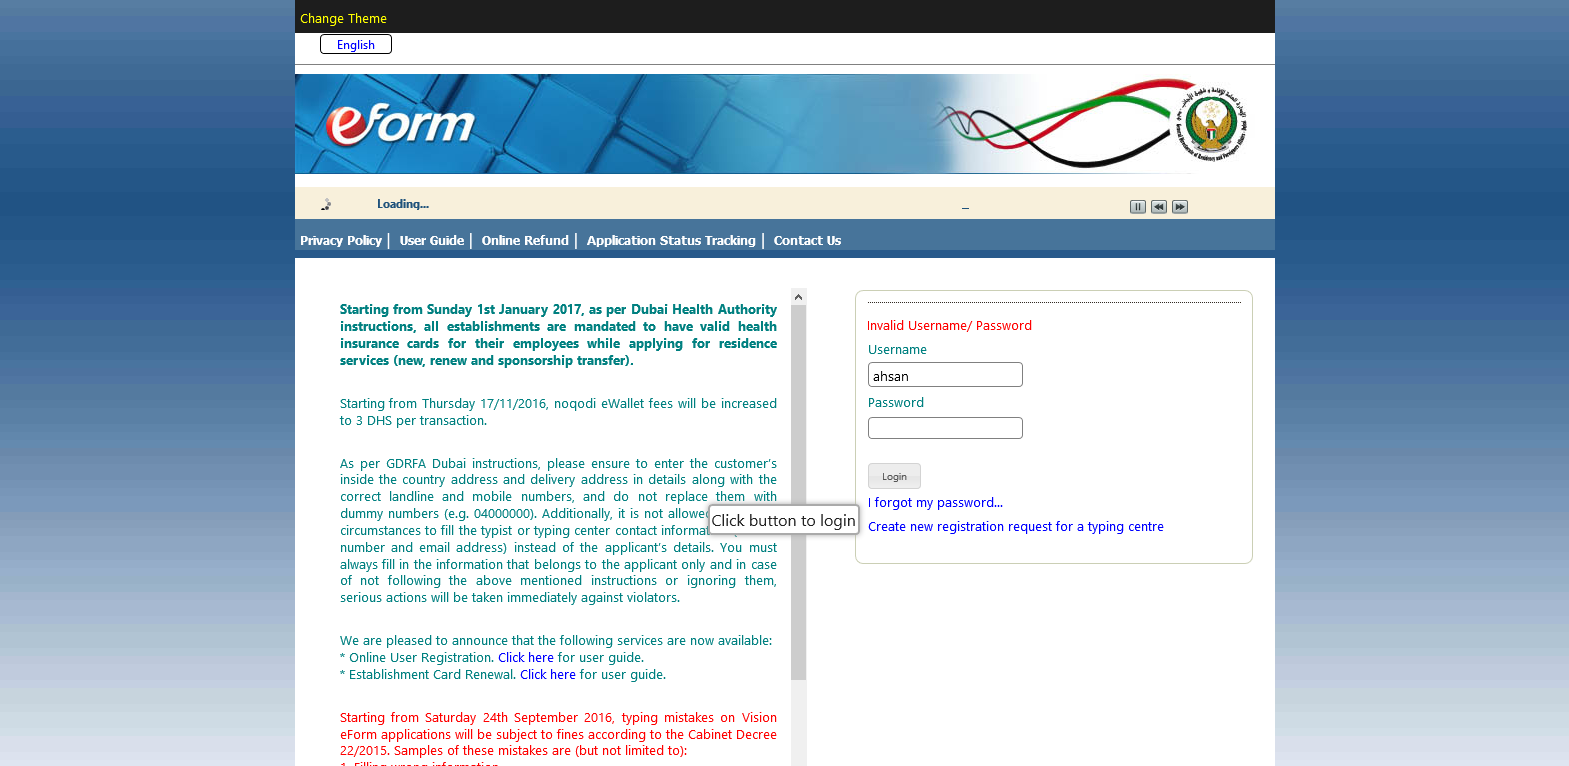 Change Theme
English
eform
Loading...
Privacy Policy | User Guide | Online Refund | Application Status Tracking | Contact Us
Starting from Sunday 1st January 2017, as per Dubai Health Authority
instructions, all establishments are mandated to have valid health
insurance cards for their employees while applying for residence
services (new, renew and sponsorship transfer).
Starting from Thursday 17/11/2016, noqodi eWallet fees will be increased
to 3 DHS per transaction.
As per GDRFA Dubai instructions, please ensure to enter the customer's
inside the country address and delivery address in details along with the
correct landline and mobile numbers, and do not replace them with
dummy numbers (e.g. 04000000). Additionally, it is not allowed
circumstances to fill the typist or typing center contact informat
number and email address) instead of the applicant's details. You must
always fill in the information that belongs to the applicant only and in case
of not following the above mentioned instructions or ignoring them,
serious actions will be taken immediately against violators.
We are pleased to announce that the following services are now available:
* Online User Registration. Click here for user guide.
* Establishment Card Renewal. Click here for user guide.
Starting from Saturday 24th September 2016, typing mistakes on Vision
eForm applications will be subject to fines according to the Cabinet Decree
22/2015. Samples of these mistakes are (but not limited to):
1. Filling wrong information
Click button to login
Invalid Username/ Password
Username
ahsan
Password
Login
I forgot my password...
Create new registration request for a typing centre